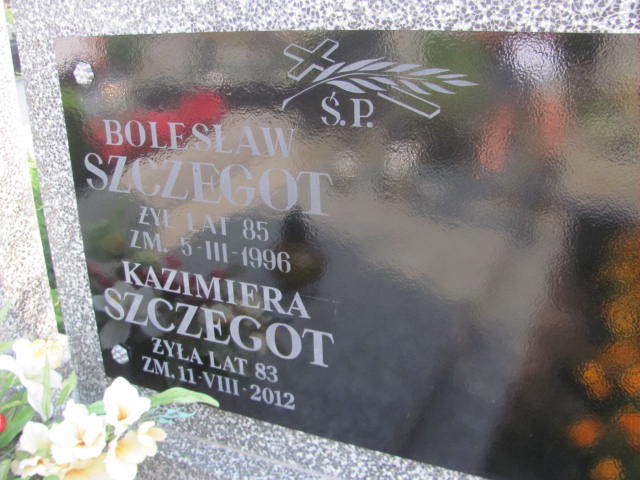 Ś.P.
BOLESŁAW
SZCZEGOT
ŻYŁ LAT 85
ZM. 5-III-1996
KAZIMIERA
SZCZEGOT
ŻYŁA LAT 83
ZM. 11-VIII-2012